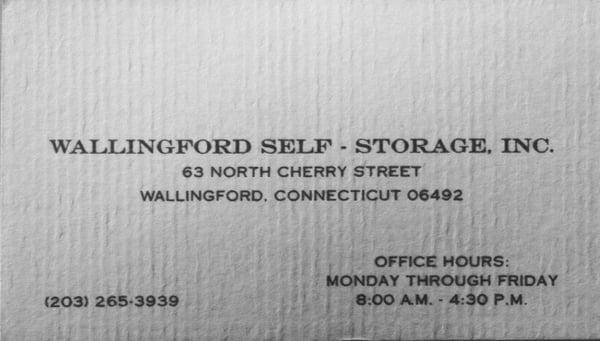 WALLINGFORD SELF - STORAGE, INC.
63 NORTH CHERRY STREET
WALLINGFORD, CONNECTICUT 06492
OFFICE HOURS:
MONDAY THROUGH FRIDAY
(203) 265-3939
8:00 A.M. - 4:30 P.M.